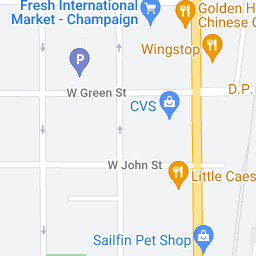 Fresh International
Market - Champaign
Golden H
Chinese C
Wingstop
P
W Green St
D.P.
CVS
W John St
Little Caes
Sailfin Pet Shop